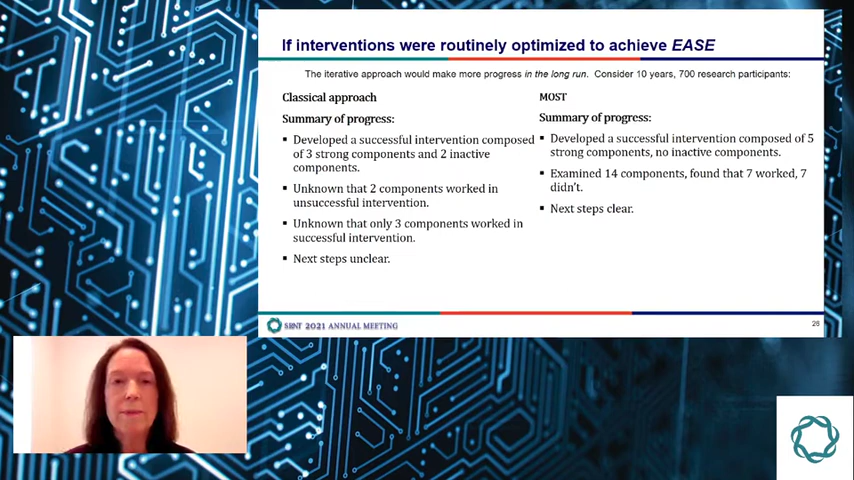 If interventions were routinely optimized to achieve EASE
The iterative approach would make more progress in the long run. Consider 10 years, 700 research participants:
Classical approach
Summary of progress:
▪ Developed a successful intervention composed
of 3 strong components and 2 inactive
components.
▪ Unknown that 2 components worked in
unsuccessful intervention.
▪ Unknown that only 3 components worked in
successful intervention.
▪ Next steps unclear.
MOST
Summary of progress:
▪ Developed a successful intervention composed of 5
strong components, no inactive components.
▪ Examined 14 components, found that 7 worked, 7
didn't.
▪ Next steps clear.
SRNT 2021 ANNUAL MEETING
26